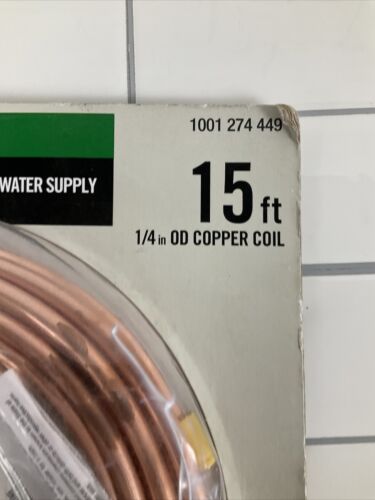 1001 274 449
WATER SUPPLY
15 ft
1/4 in OD COPPER COIL